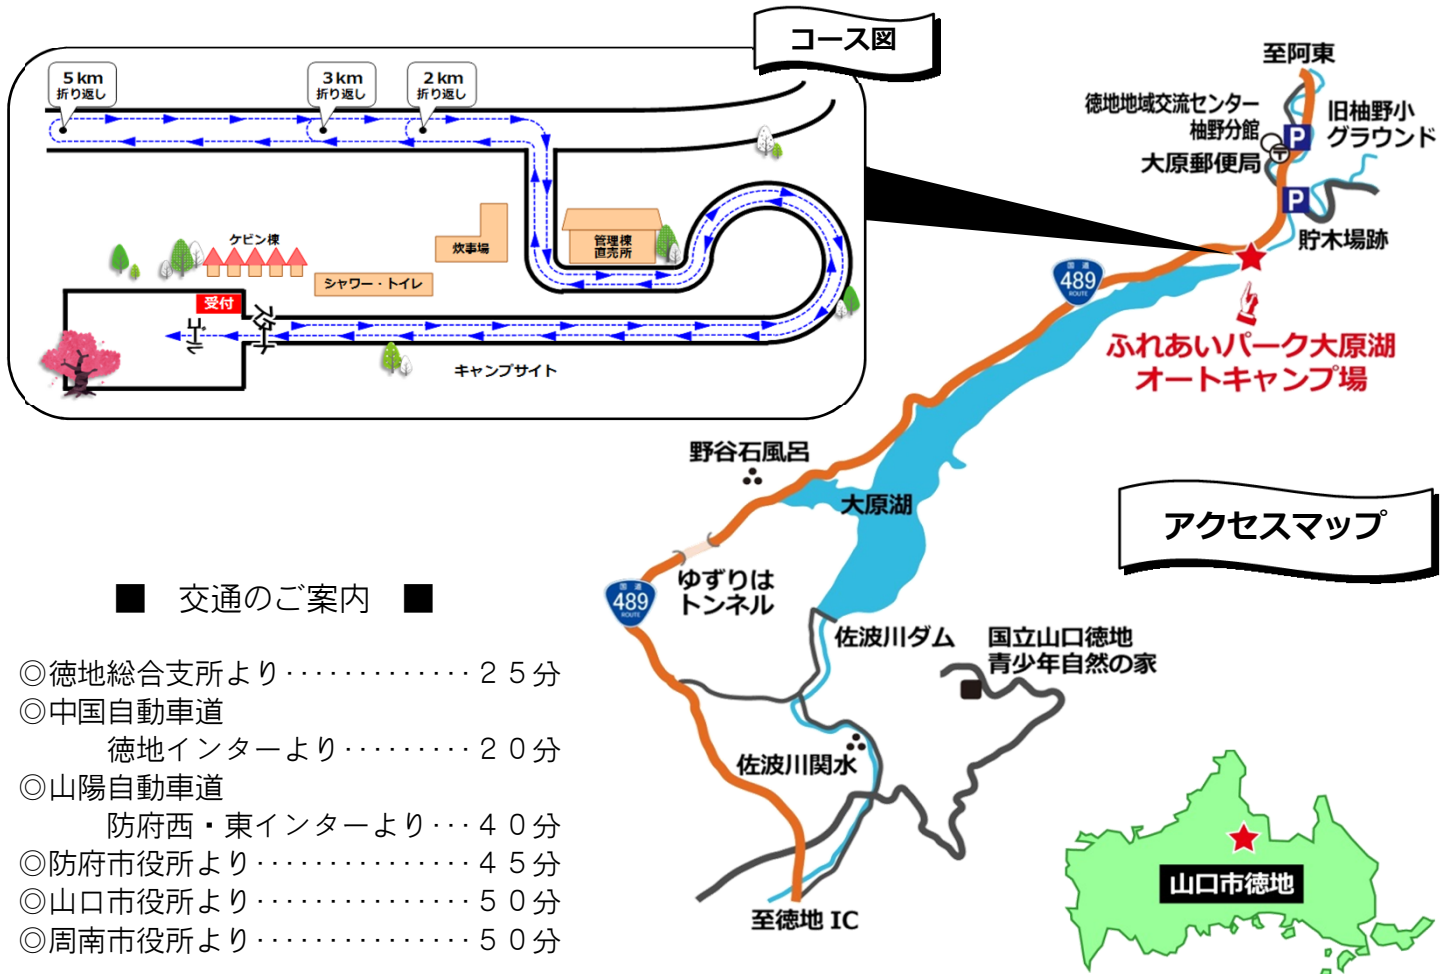 コース図
5km
折り返し
3km
折り返し
2km
折り返し
ケビン棟
炊事場
管理棟
直売所
シャワー・トイレ
受付
スタート
ゴール
キャンプサイト
至阿東
徳地地域交流センター
柚野分館
旧柚野小
グラウンド
P
〒
大原郵便局
P
貯木場跡
国道
489
ROUTE
ふれあいパーク大原湖
オートキャンプ場
野谷石風呂
大原湖
アクセスマップ
ゆずりは
トンネル
国道
489
ROUTE
佐波川ダム
国立山口徳地
青少年自然の家
佐波川関水
至徳地 IC
山口市徳地
■ 交通のご案内 ■
◎徳地総合支所より‥‥‥‥‥‥‥２５分
◎中国自動車道
徳地インターより‥‥‥‥‥２０分
◎山陽自動車道
防府西・東インターより‥‥４０分
◎防府市役所より‥‥‥‥‥‥‥‥４５分
◎山口市役所より‥‥‥‥‥‥‥‥５０分
◎周南市役所より‥‥‥‥‥‥‥‥５０分